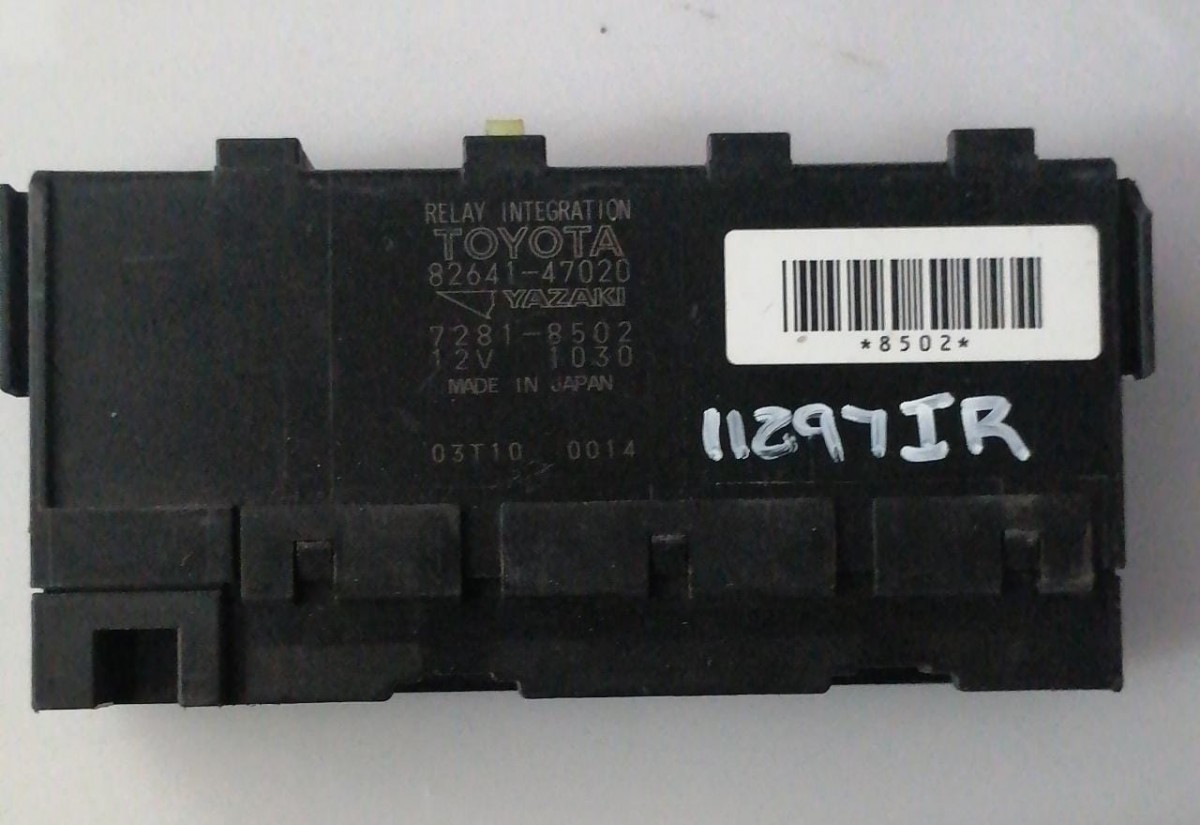 RELAY INTEGRATION
TOYOTA
82641-47020
YAZAKI
7281-8502
12V 1030
MADE IN JAPAN
03T10 0014
*8502*
11297IR